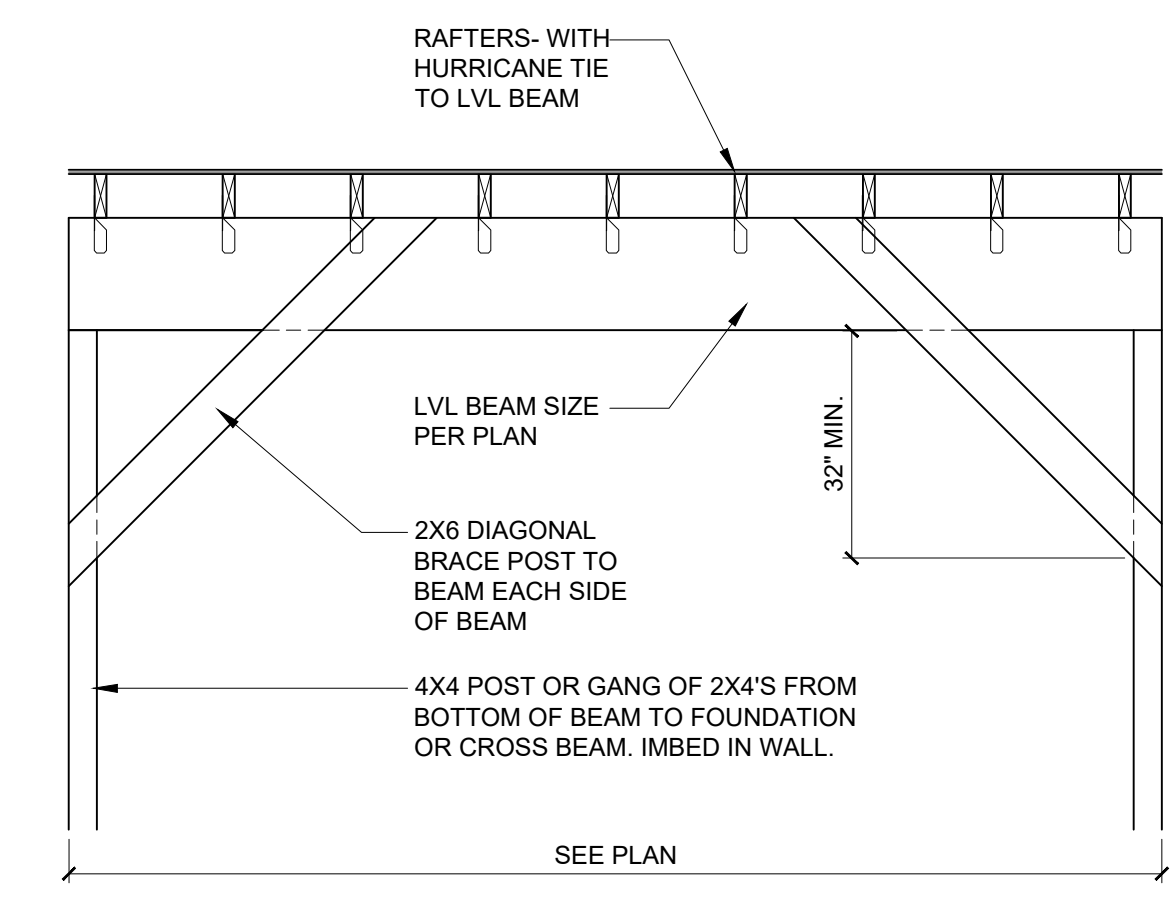 RAFTERS- WITH
HURRICANE TIE
TO LVL BEAM
LVL BEAM SIZE
PER PLAN
32" MIN.
2X6 DIAGONAL
BRACE POST TO
BEAM EACH SIDE
OF BEAM
4X4 POST OR GANG OF 2X4'S FROM
BOTTOM OF BEAM TO FOUNDATION
OR CROSS BEAM. IMBED IN WALL.
SEE PLAN